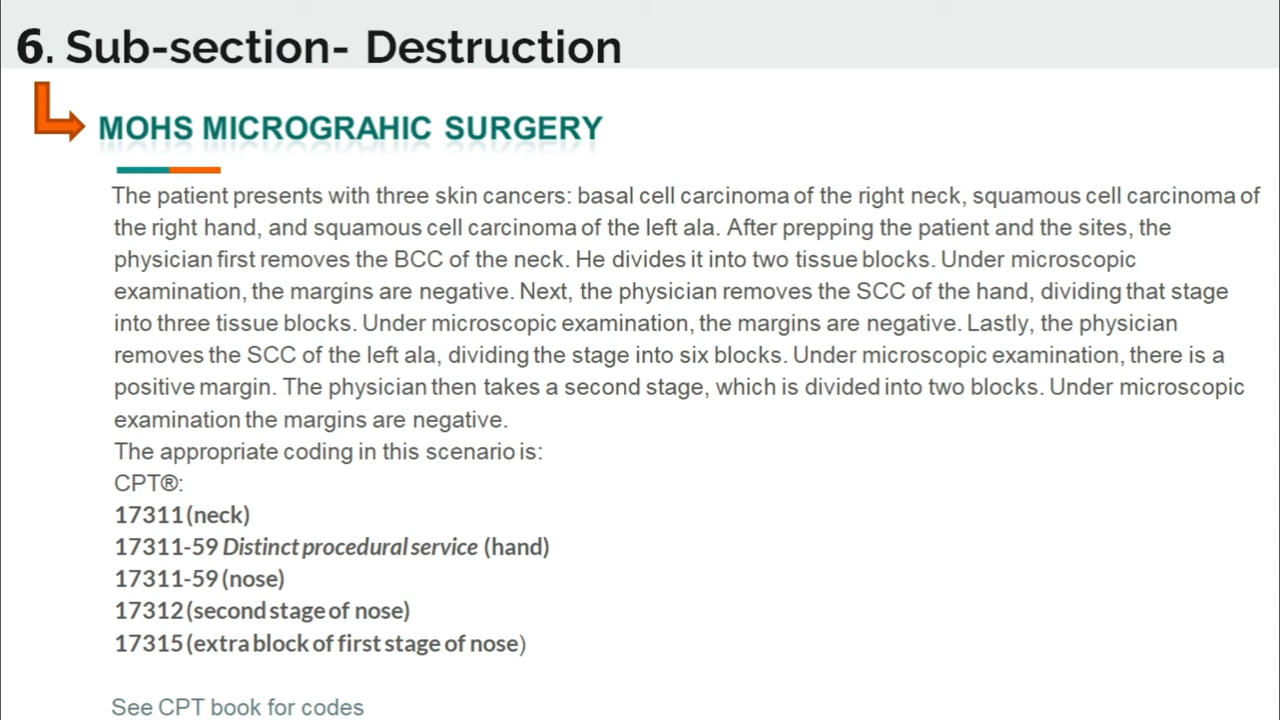 6. Sub-section- Destruction
MOHS MICROGRAHIC SURGERY
The patient presents with three skin cancers: basal cell carcinoma of the right neck, squamous cell carcinoma of
the right hand, and squamous cell carcinoma of the left ala. After prepping the patient and the sites, the
physician first removes the BCC of the neck. He divides it into two tissue blocks. Under microscopic
examination, the margins are negative. Next, the physician removes the SCC of the hand, dividing that stage
into three tissue blocks. Under microscopic examination, the margins are negative. Lastly, the physician
removes the SCC of the left ala, dividing the stage into six blocks. Under microscopic examination, there is a
positive margin. The physician then takes a second stage, which is divided into two blocks. Under microscopic
examination the margins are negative.
The appropriate coding in this scenario is:
CPT®:
17311 (neck)
17311-59 Distinct procedural service (hand)
17311-59 (nose)
17312 (second stage of nose)
17315 (extra block of first stage of nose)
See CPT book for codes